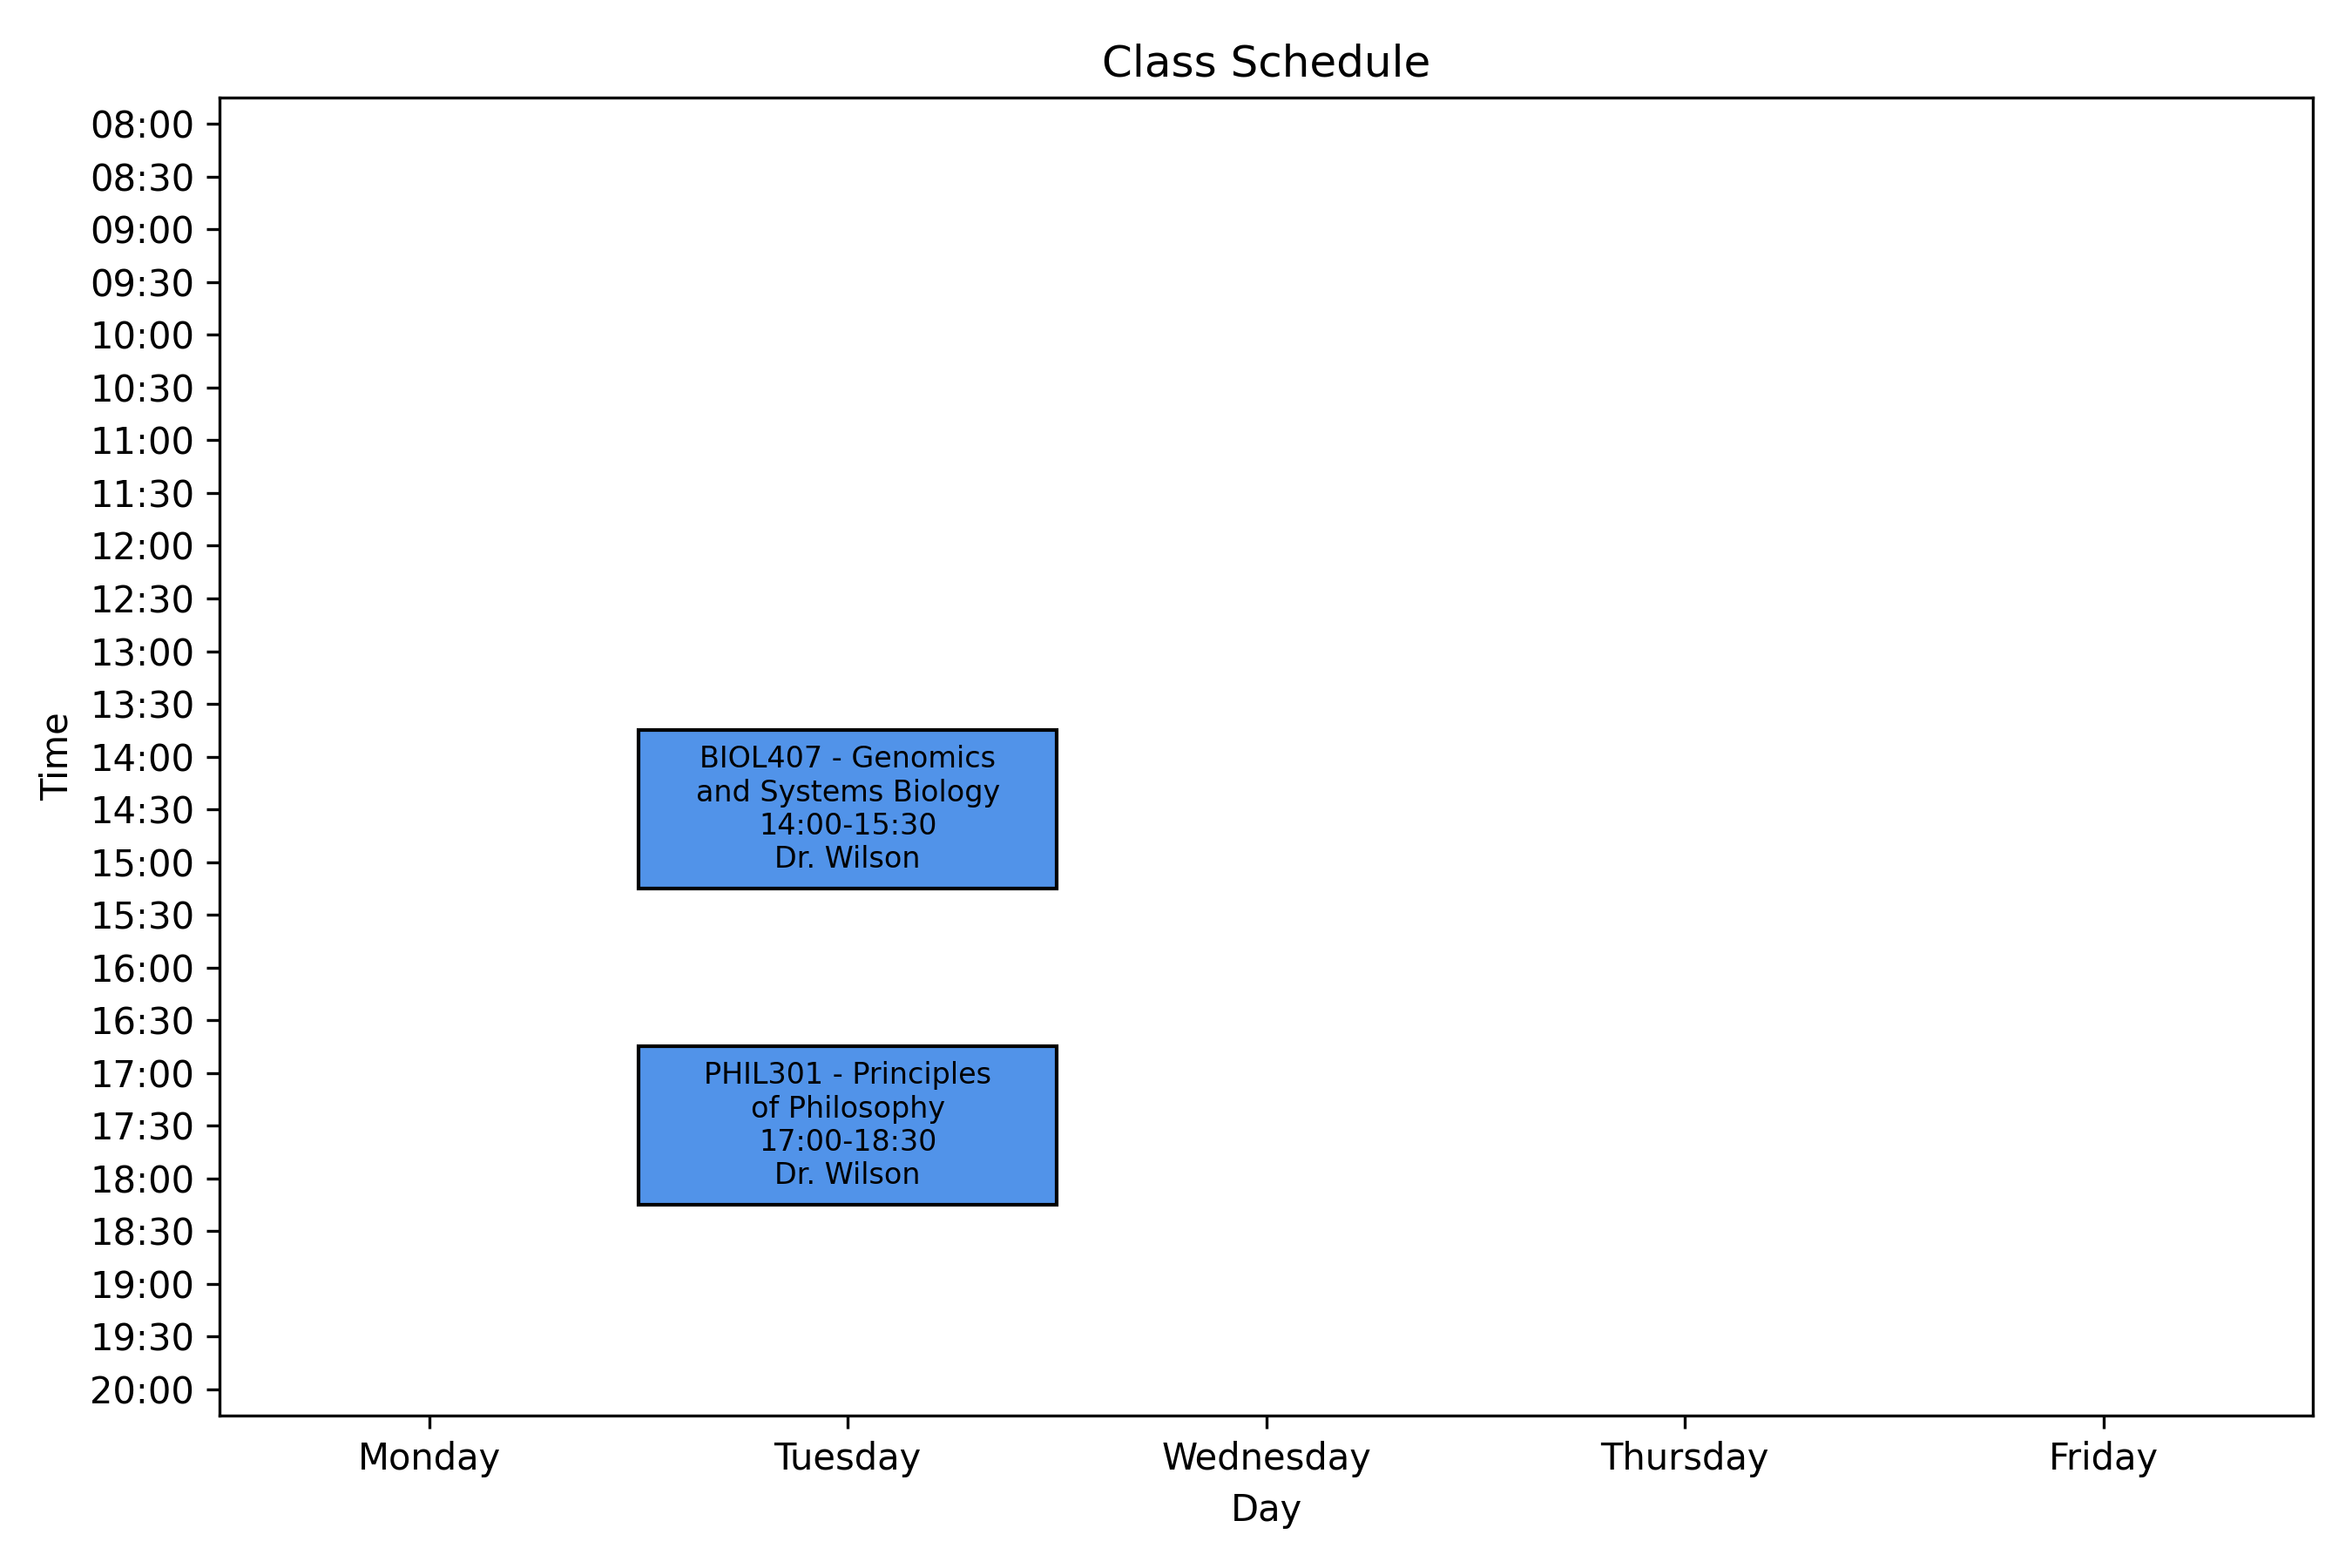 Class Schedule
08:00
08:30
09:00
09:30
10:00
10:30
11:00
11:30
12:00
12:30
13:00
13:30
14:00
14:30
15:00
15:30
16:00
16:30
17:00
17:30
18:00
18:30
19:00
19:30
20:00
Time
BIOL407 - Genomics
and Systems Biology
14:00-15:30
Dr. Wilson
PHIL301 - Principles
of Philosophy
17:00-18:30
Dr. Wilson
Monday
Tuesday
Wednesday
Thursday
Friday
Day